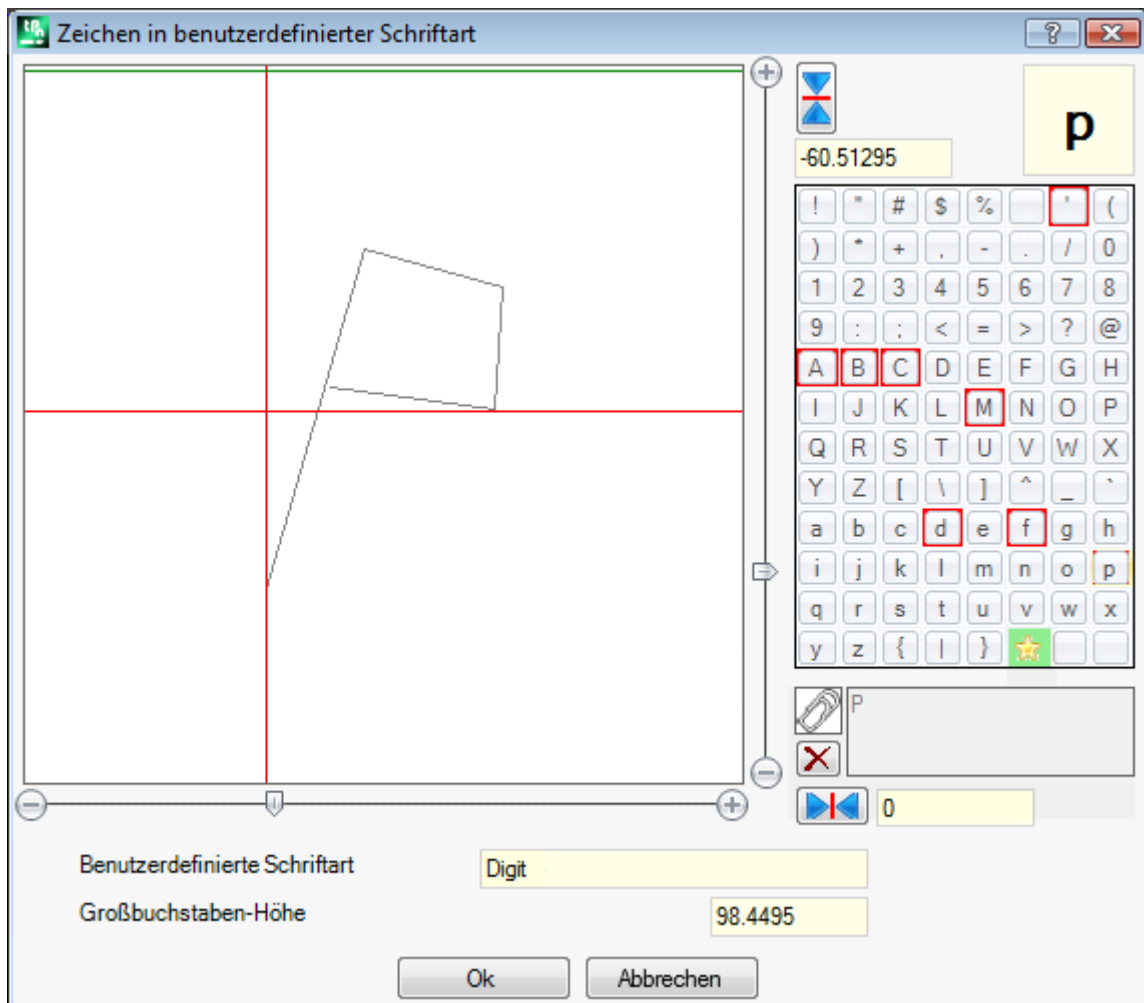 Zeichen in benutzerdefinierter Schriftart
p
-60.51295
! " # $ % ' (
) * + , - . / 0
1 2 3 4 5 6 7 8
9 : ; < = > ? @
A B C D E F G H
I J K L M N O P
Q R S T U V W X
Y Z [ \ ] ^ _ `
a b c d e f g h
i j k l m n o p
q r s t u v w x
y z { | }
P
0
Benutzerdefinierte Schriftart Digit
Großbuchstaben-Höhe 98.4495
Ok Abbrechen